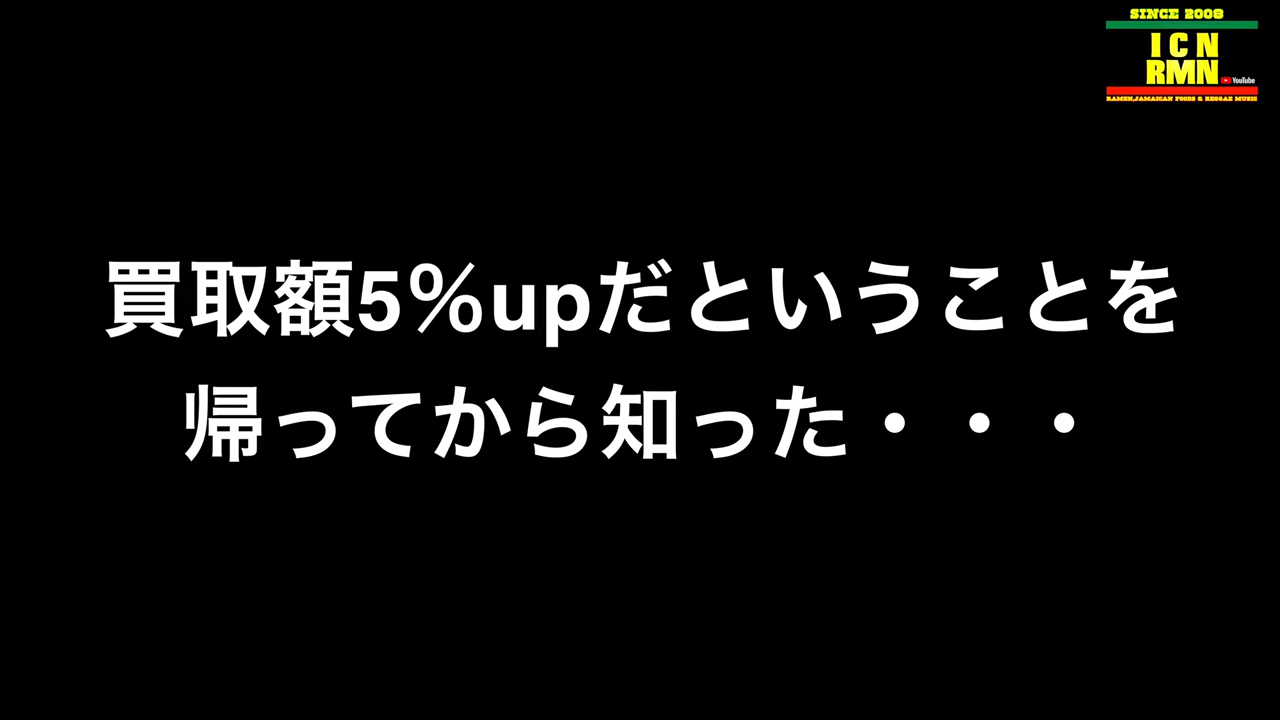 SINCE 2008
ICN
RMN
YouTube
RAMEN,JAMAICAN FOODS & REGGAE MUSIC
買取額5%upだということを
帰ってから知った・・・